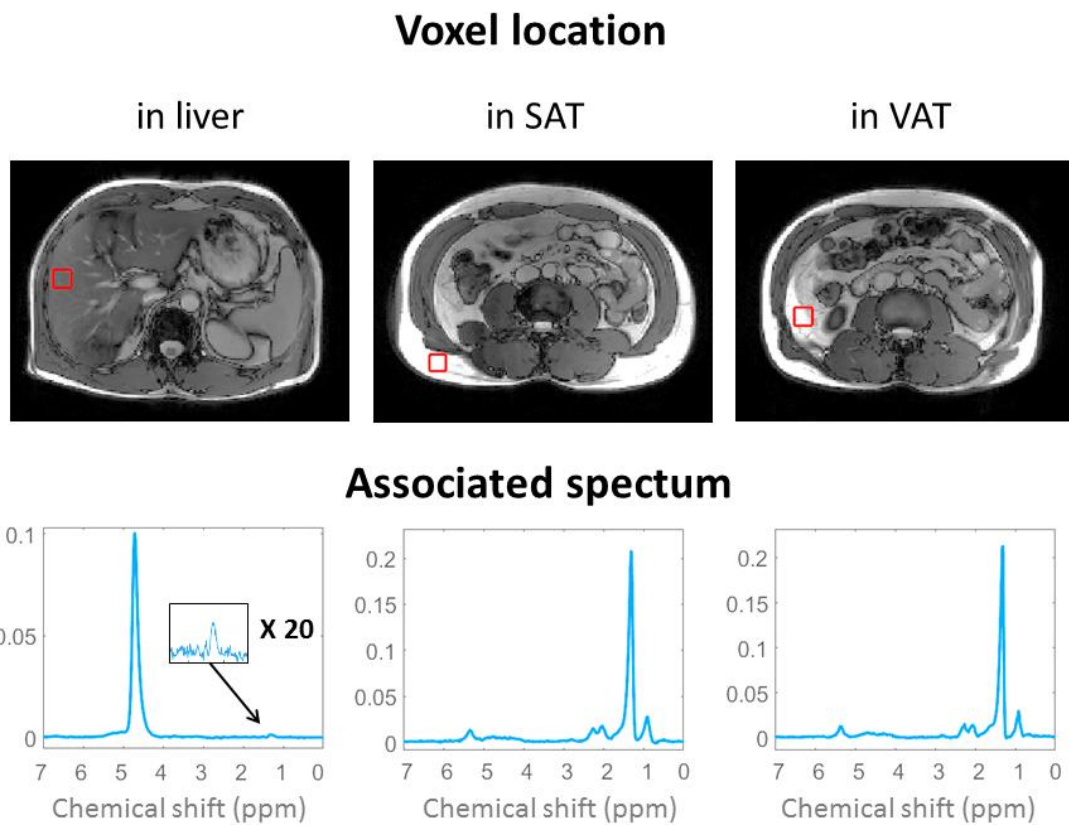 Voxel location
in liver in SAT in VAT
Associated spectum
0.1 0.2 0.2
0.15 0.15
X 20
0.05 0.1 0.1
0.05 0.05
0 0 0
7 6 5 4 3 2 1 0 7 6 5 4 3 2 1 0 7 6 5 4 3 2 1 0
Chemical shift (ppm) Chemical shift (ppm) Chemical shift (ppm)